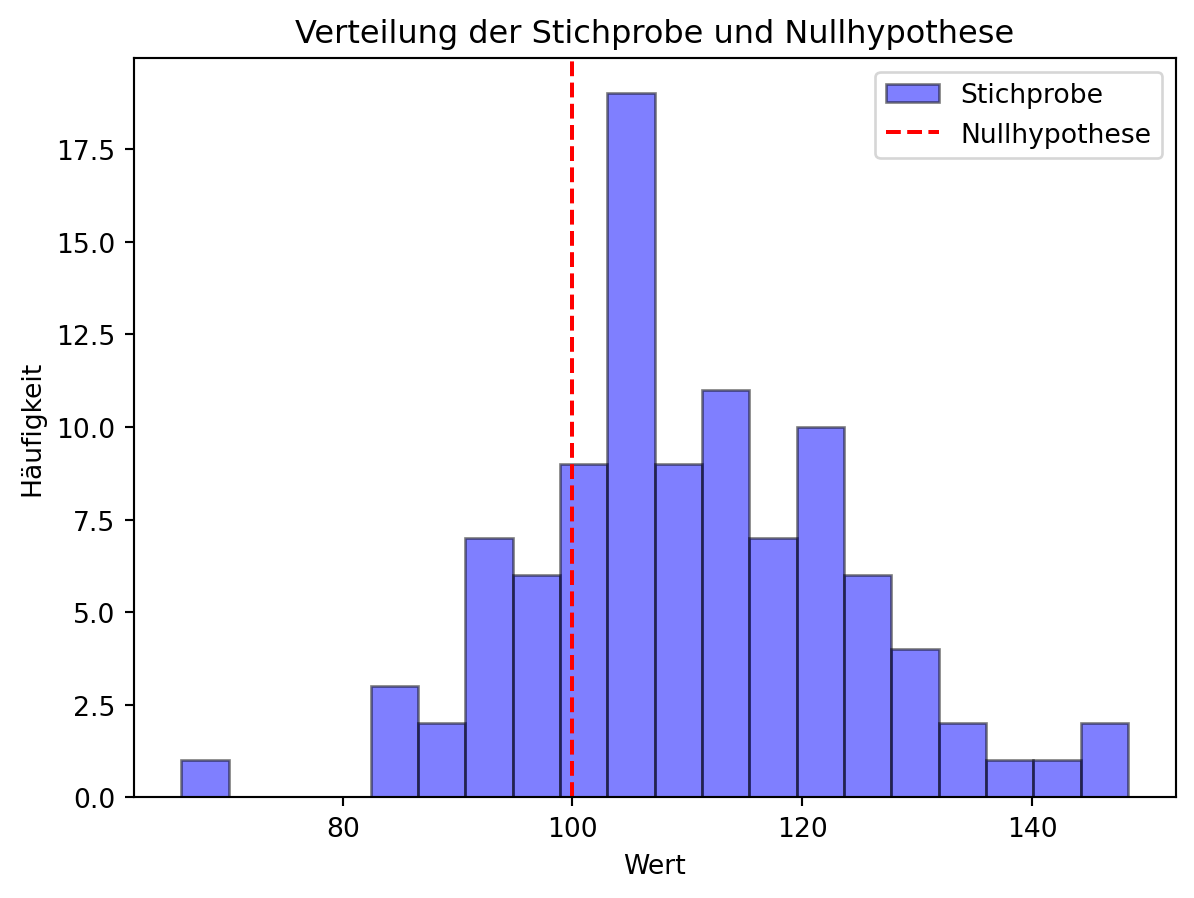 Verteilung der Stichprobe und Nullhypothese
Stichprobe
Nullhypothese
Häufigkeit
17.5
15.0
12.5
10.0
7.5
5.0
2.5
0.0
80 100 120 140
Wert